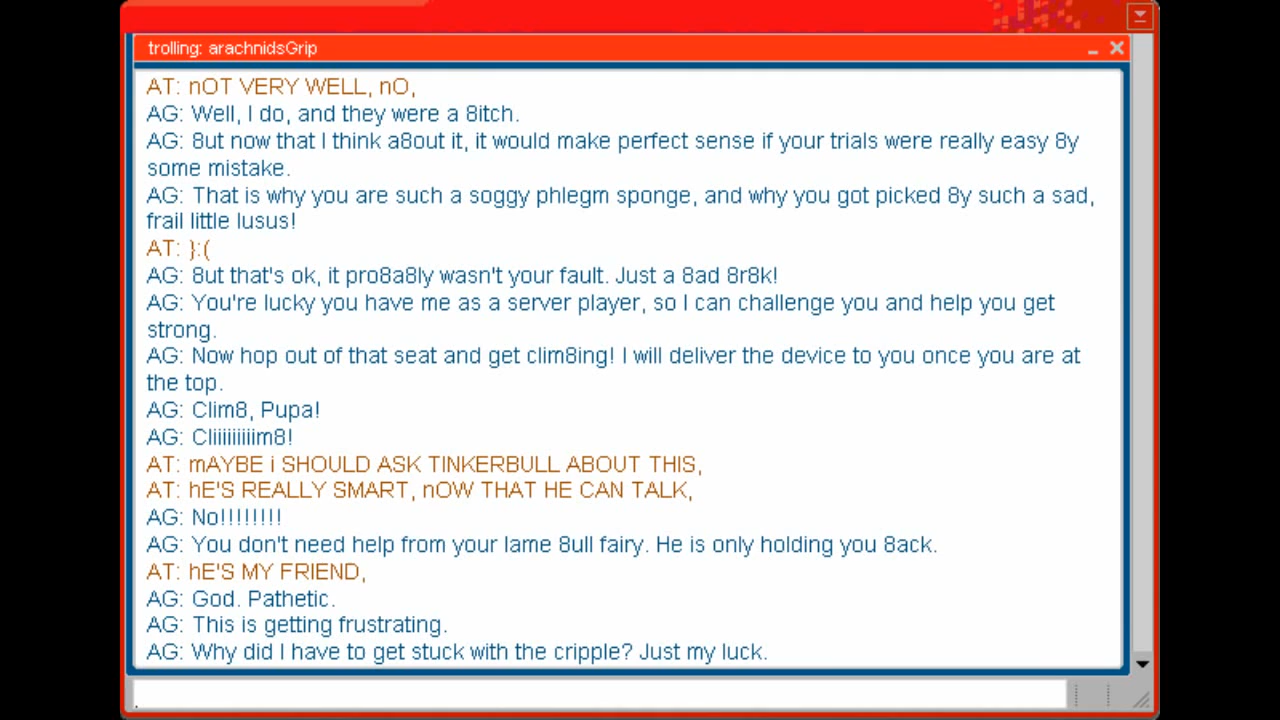 trolling: arachnidsGrip
AT: nOT VERY WELL, nO,
AG: Well, I do, and they were a 8itch.
AG: 8ut now that I think a8out it, it would make perfect sense if your trials were really easy 8y
some mistake.
AG: That is why you are such a soggy phlegm sponge, and why you got picked 8y such a sad,
frail little lusus!
AT: }:(
AG: 8ut that's ok, it pro8a8ly wasn't your fault. Just a 8ad 8r8k!
AG: You're lucky you have me as a server player, so I can challenge you and help you get
strong.
AG: Now hop out of that seat and get clim8ing! I will deliver the device to you once you are at
the top.
AG: Clim8, Pupa!
AG: Cliiiiiiiim8!
AT: mAYBE i SHOULD ASK TINKERBULL ABOUT THIS,
AT: hE'S REALLY SMART, nOW THAT HE CAN TALK,
AG: No!!!!!!!!
AG: You don't need help from your lame 8ull fairy. He is only holding you 8ack.
AT: hE'S MY FRIEND,
AG: God. Pathetic.
AG: This is getting frustrating.
AG: Why did I have to get stuck with the cripple? Just my luck.